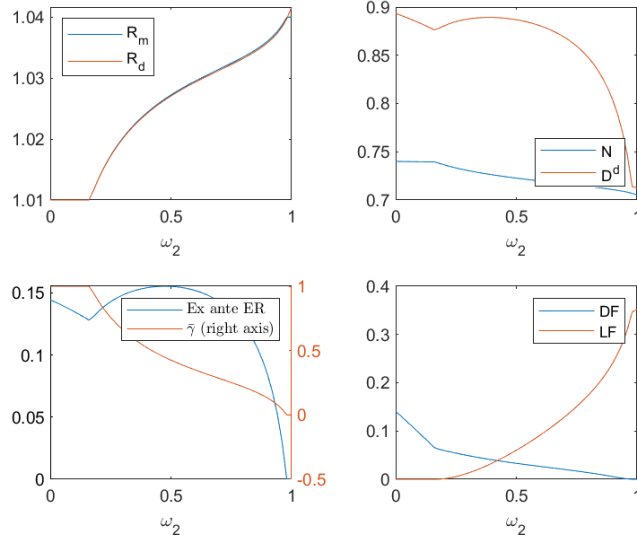 1.04
1.03
1.02
1.01
R_m
R_d
0 0.5 1
ω_2
0.9
0.85
0.8
0.75
0.7
N
D^d
0 0.5 1
ω_2
0.15
0.1
0.05
0
Ex ante ER
γ̄ (right axis)
1
0.5
0
-0.5
0 0.5 1
ω_2
0.4
0.3
0.2
0.1
0
DF
LF
0 0.5 1
ω_2